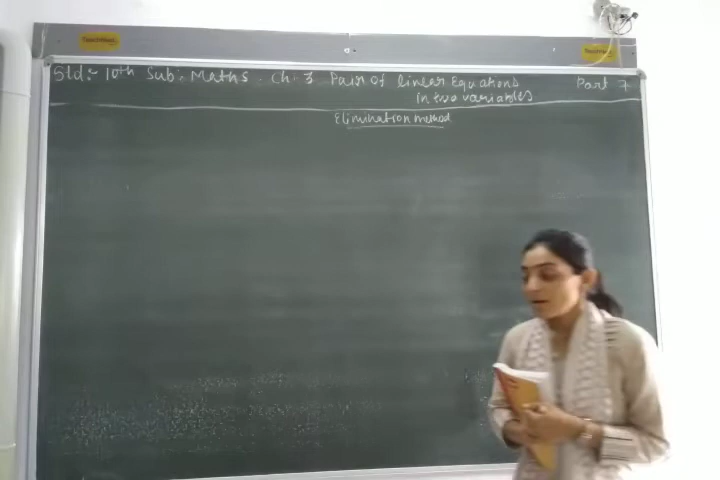 Std:- 10th Sub: Maths. Ch. 3 Pair Of linear Equations Part 7
in two variables
Elimination method